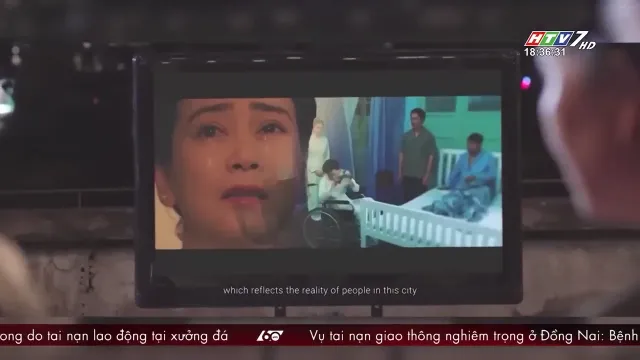 HTV7 HD
18:36:31
which reflects the reality of people in this city
ong do tai nạn lao động tại xưởng đá
60
Vụ tai nạn giao thông nghiêm trọng ở Đồng Nai: Bệnh